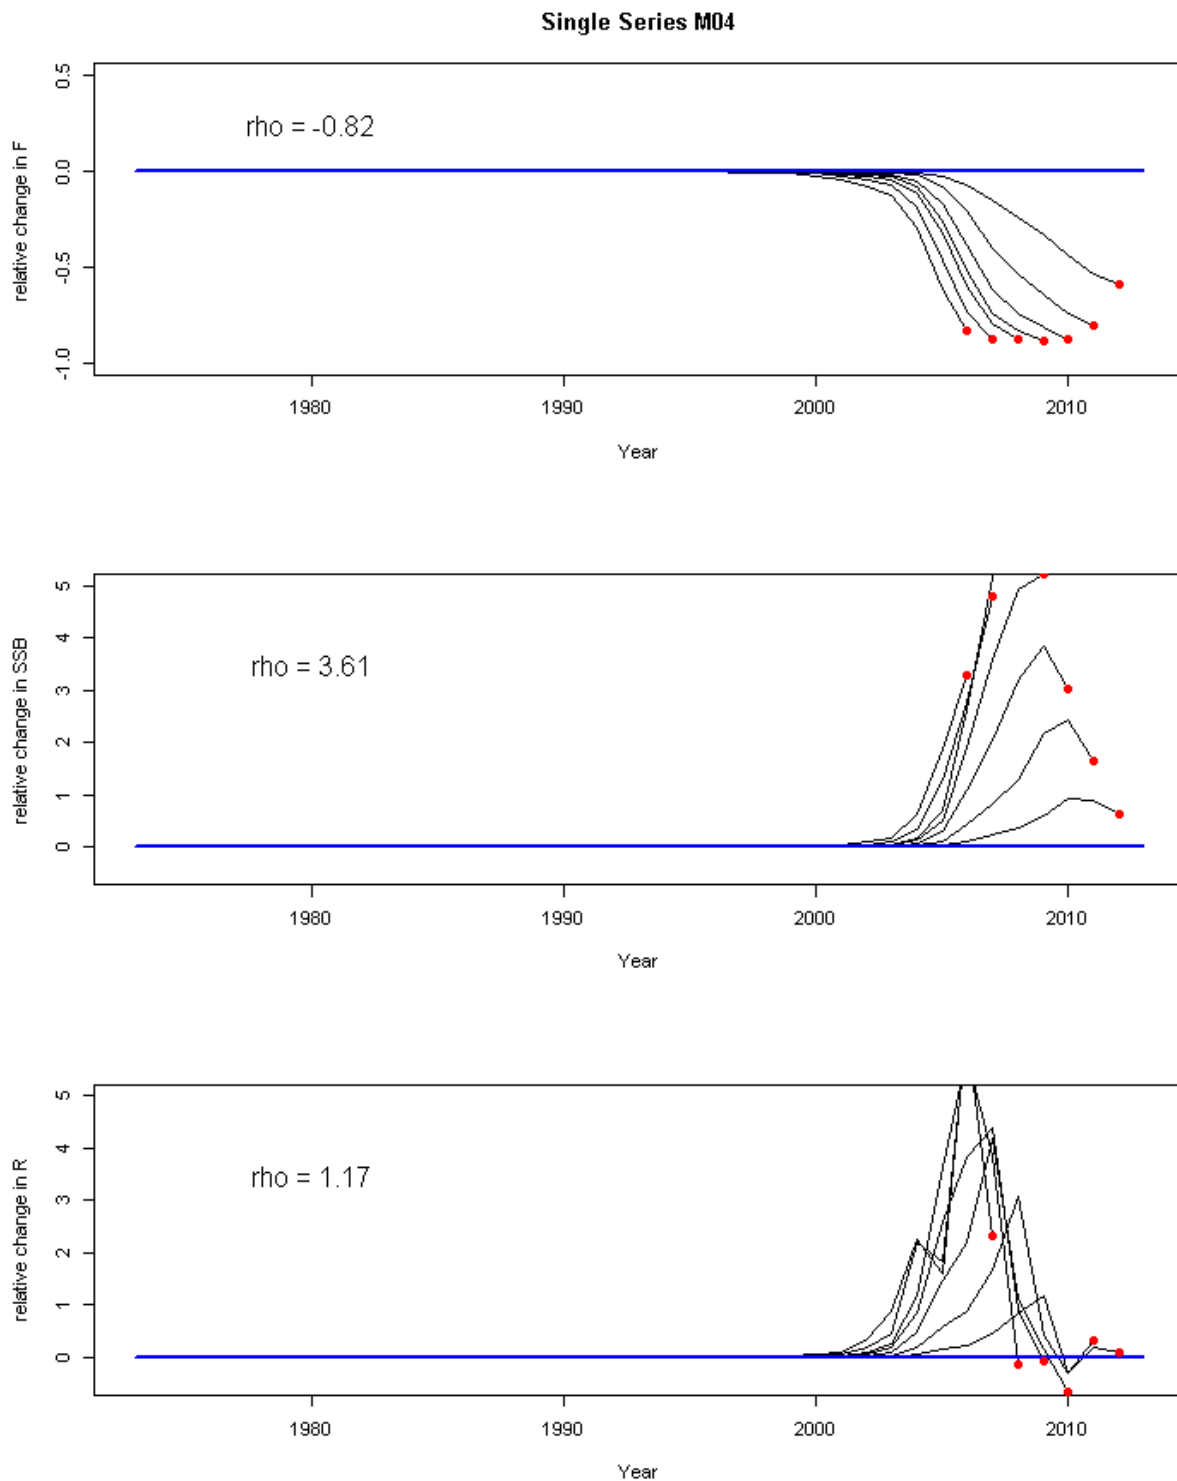 Single Series M04
relative change in F
0.5
0.0
-0.5
-1.0
rho = -0.82
1980 1990 2000 2010
Year
relative change in SSB
5
4
3
2
1
0
rho = 3.61
1980 1990 2000 2010
Year
relative change in R
5
4
3
2
1
0
rho = 1.17
1980 1990 2000 2010
Year